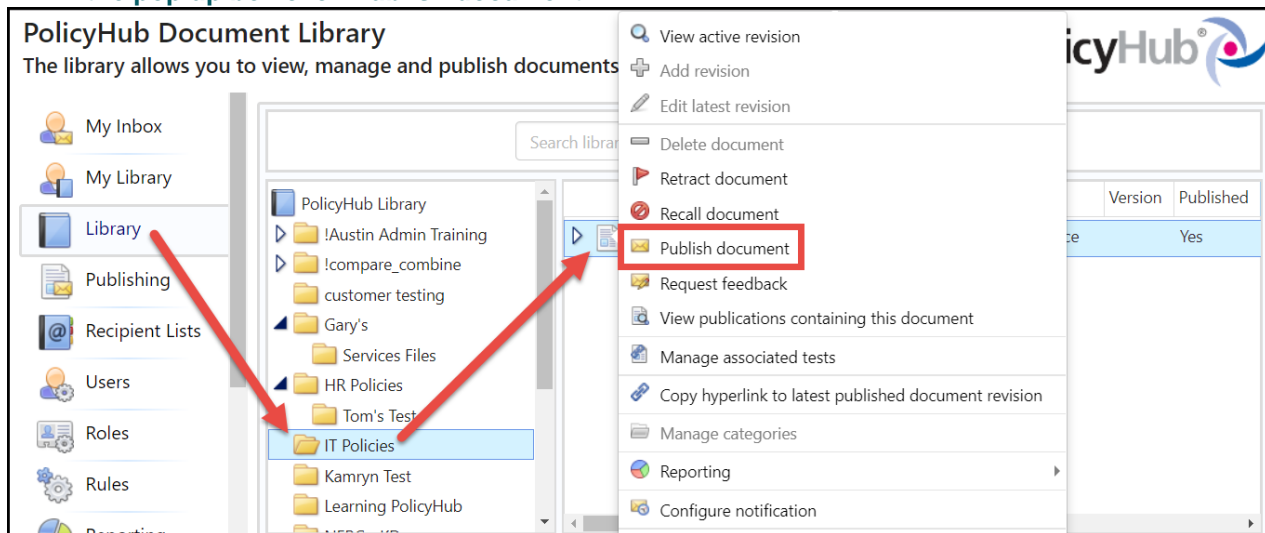 PolicyHub Document Library
The library allows you to view, manage and publish documents
icyHub®
My Inbox
My Library
Library
Publishing
Recipient Lists
Users
Roles
Rules
Reporting
Search librar
PolicyHub Library
!Austin Admin Training
!compare_combine
customer testing
Gary's
Services Files
HR Policies
Tom's Test
IT Policies
Kamryn Test
Learning PolicyHub
Version Published
ce Yes
View active revision
Add revision
Edit latest revision
Delete document
Retract document
Recall document
Publish document
Request feedback
View publications containing this document
Manage associated tests
Copy hyperlink to latest published document revision
Manage categories
Reporting
Configure notification